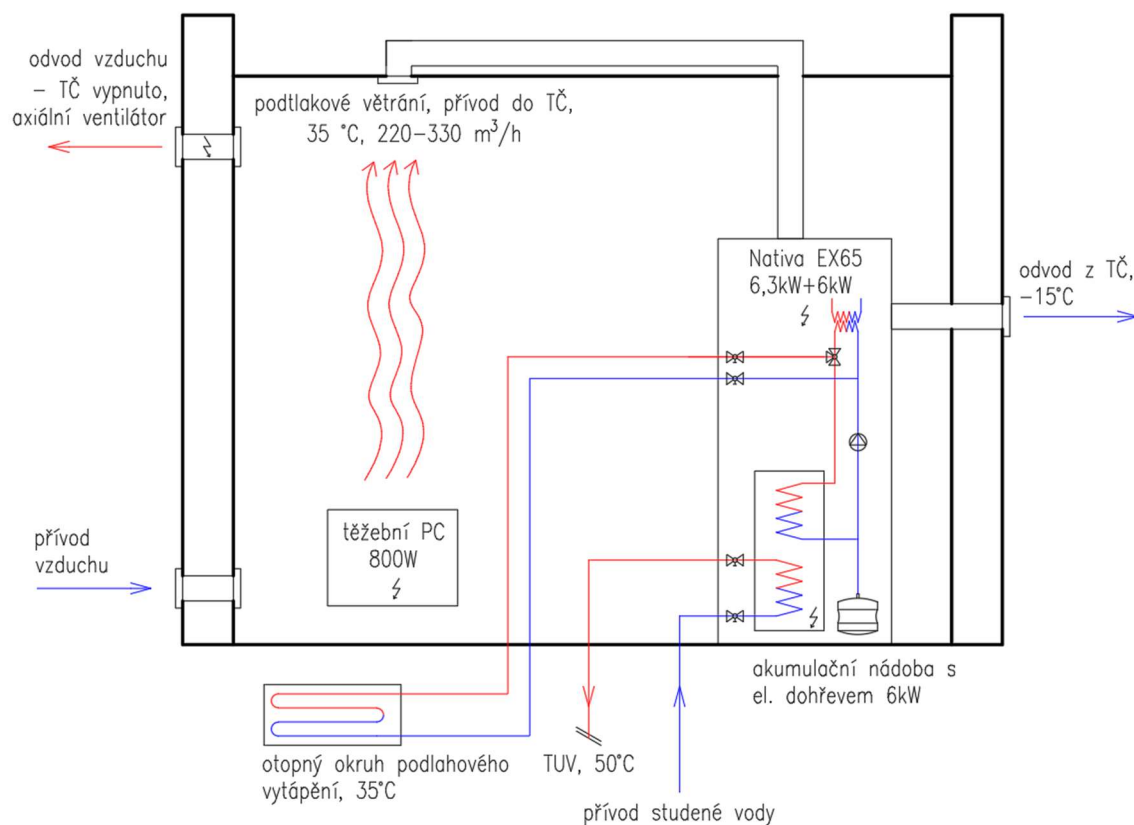 odvod vzduchu
– TČ vypnuto,
axiální ventilátor
podtlakové větrání, přívod do TČ,
35 °C, 220–330 m³/h
Nativa EX65
6,3kW+6kW
odvod z TČ,
–15°C
těžební PC
800W
přívod
vzduchu
akumulační nádoba s
el. dohřevem 6kW
otopný okruh podlahového
vytápění, 35°C
TUV, 50°C
přívod studené vody